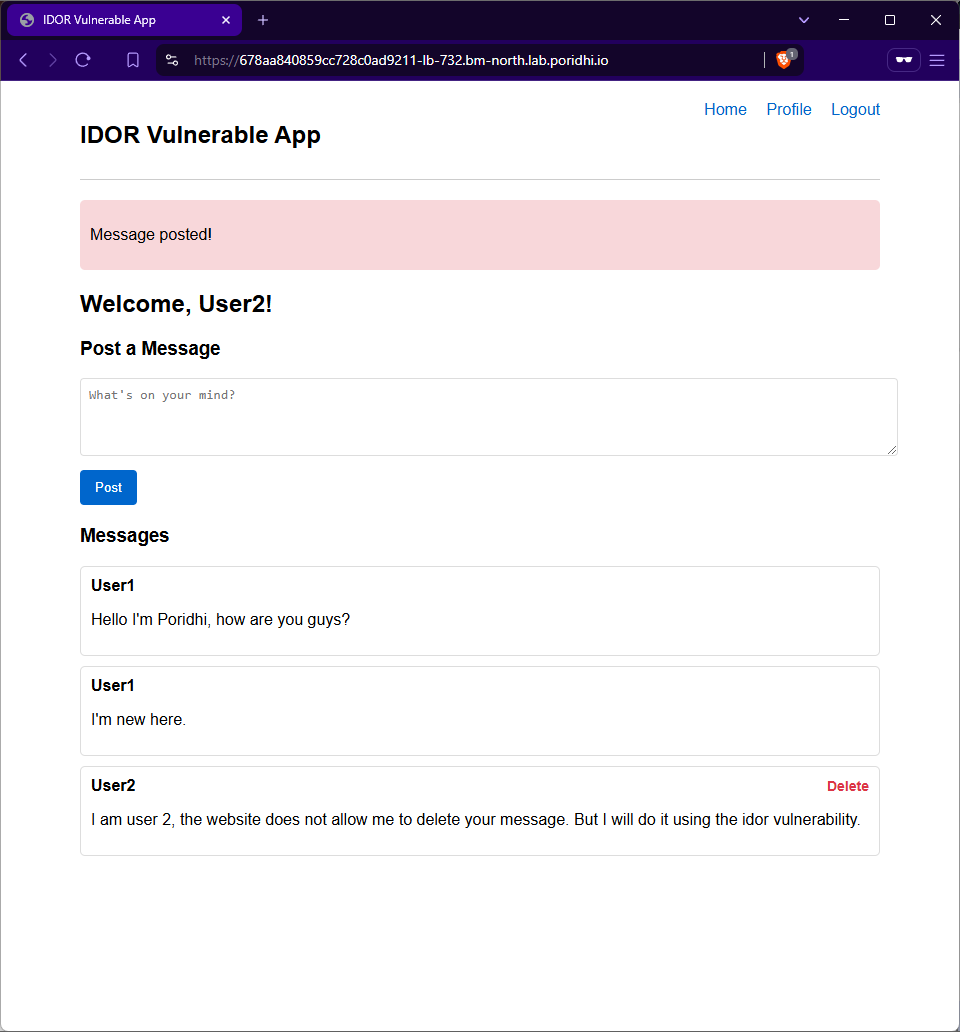 IDOR Vulnerable App
https://678aa840859cc728c0ad9211-lb-732.bm-north.lab.poridhi.io
1
Home Profile Logout
IDOR Vulnerable App
Message posted!
Welcome, User2!
Post a Message
What's on your mind?
Post
Messages
User1
Hello I'm Poridhi, how are you guys?
User1
I'm new here.
User2 Delete
I am user 2, the website does not allow me to delete your message. But I will do it using the idor vulnerability.